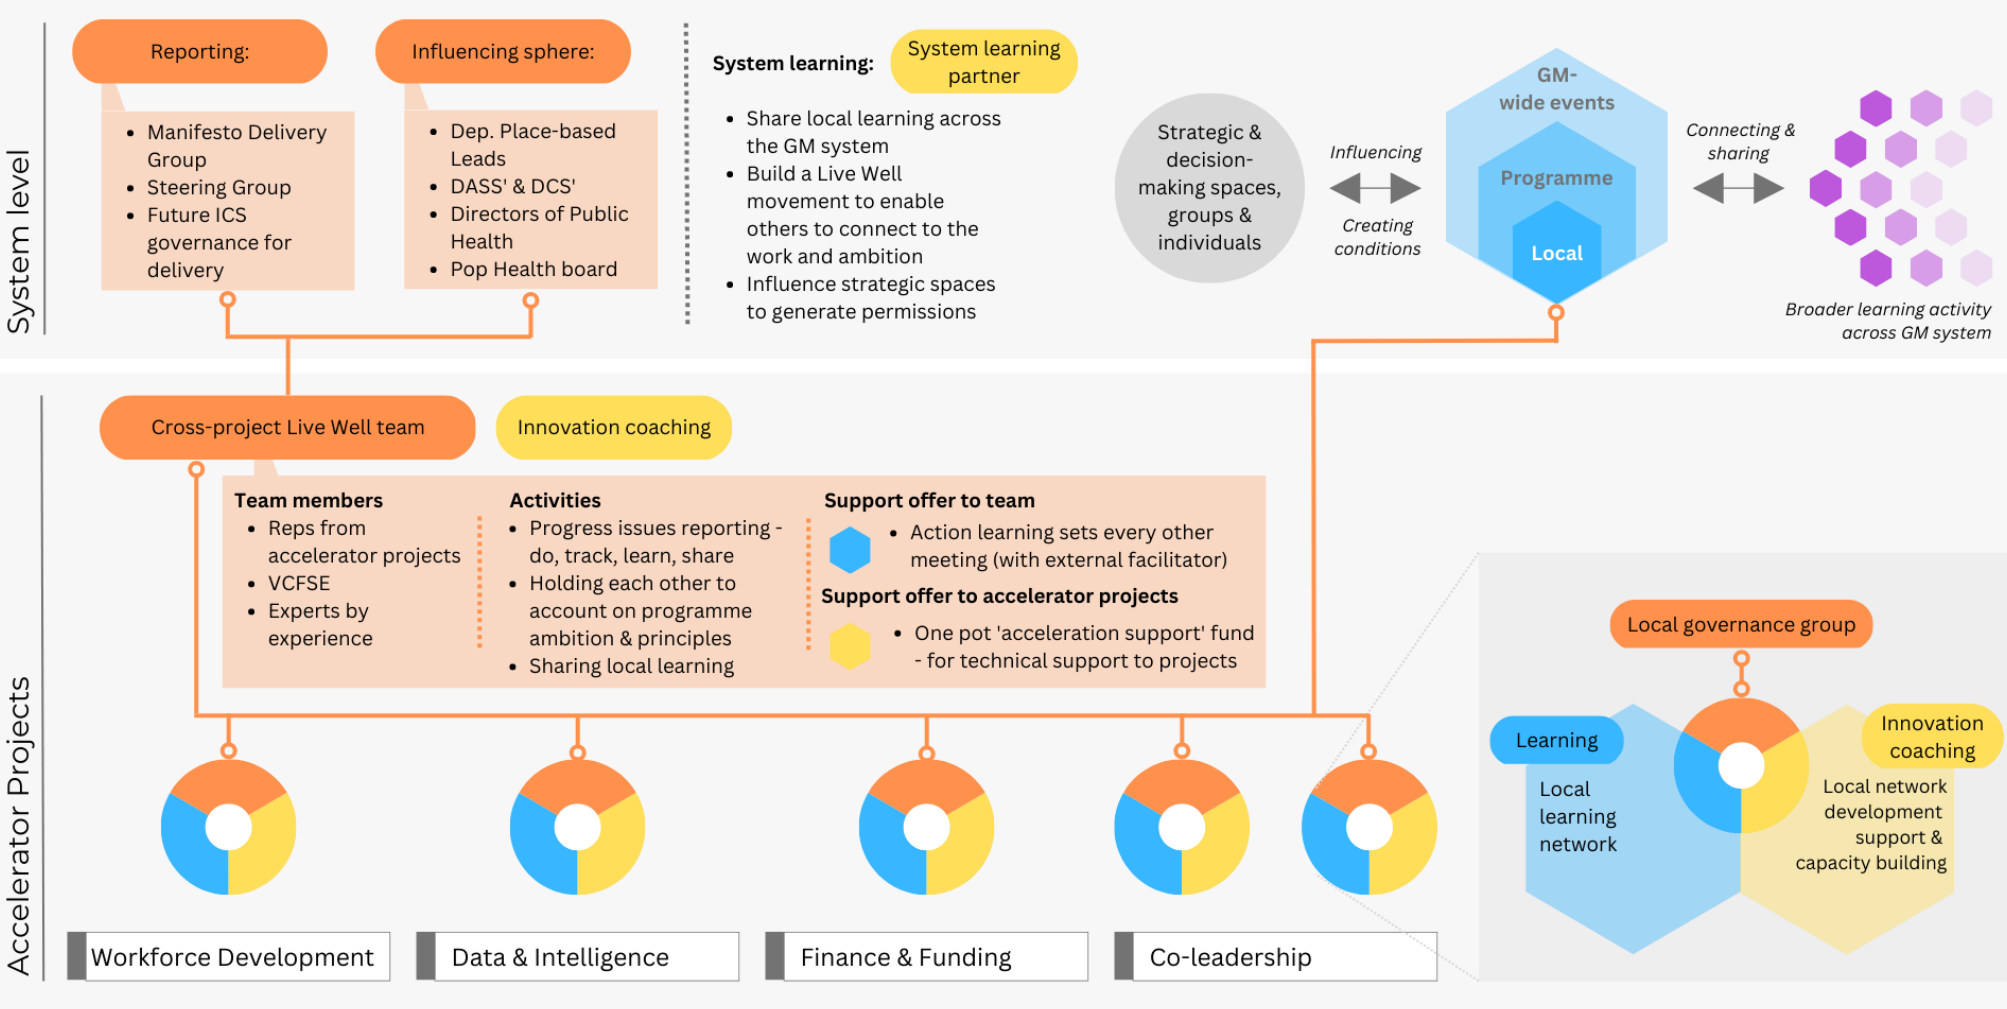 System level
Reporting:
• Manifesto Delivery
Group
• Steering Group
• Future ICS
governance for
delivery
Influencing sphere:
• Dep. Place-based
Leads
• DASS' & DCS'
• Directors of Public
Health
• Pop Health board
System learning:
System learning
partner
• Share local learning across
the GM system
• Build a Live Well
movement to enable
others to connect to the
work and ambition
• Influence strategic spaces
to generate permissions
Strategic &
decision-
making spaces,
groups &
individuals
Influencing
Creating
conditions
GM-
wide events
Programme
Local
Connecting &
sharing
Broader learning activity
across GM system
Accelerator Projects
Cross-project Live Well team
Innovation coaching
Team members
• Reps from
accelerator projects
• VCFSE
• Experts by
experience
Activities
• Progress issues reporting -
do, track, learn, share
• Holding each other to
account on programme
ambition & principles
• Sharing local learning
Support offer to team
• Action learning sets every other
meeting (with external facilitator)
Support offer to accelerator projects
• One pot 'acceleration support' fund
- for technical support to projects
Workforce Development
Data & Intelligence
Finance & Funding
Co-leadership
Local governance group
Learning
Local
learning
network
Innovation
coaching
Local network
development
support &
capacity building